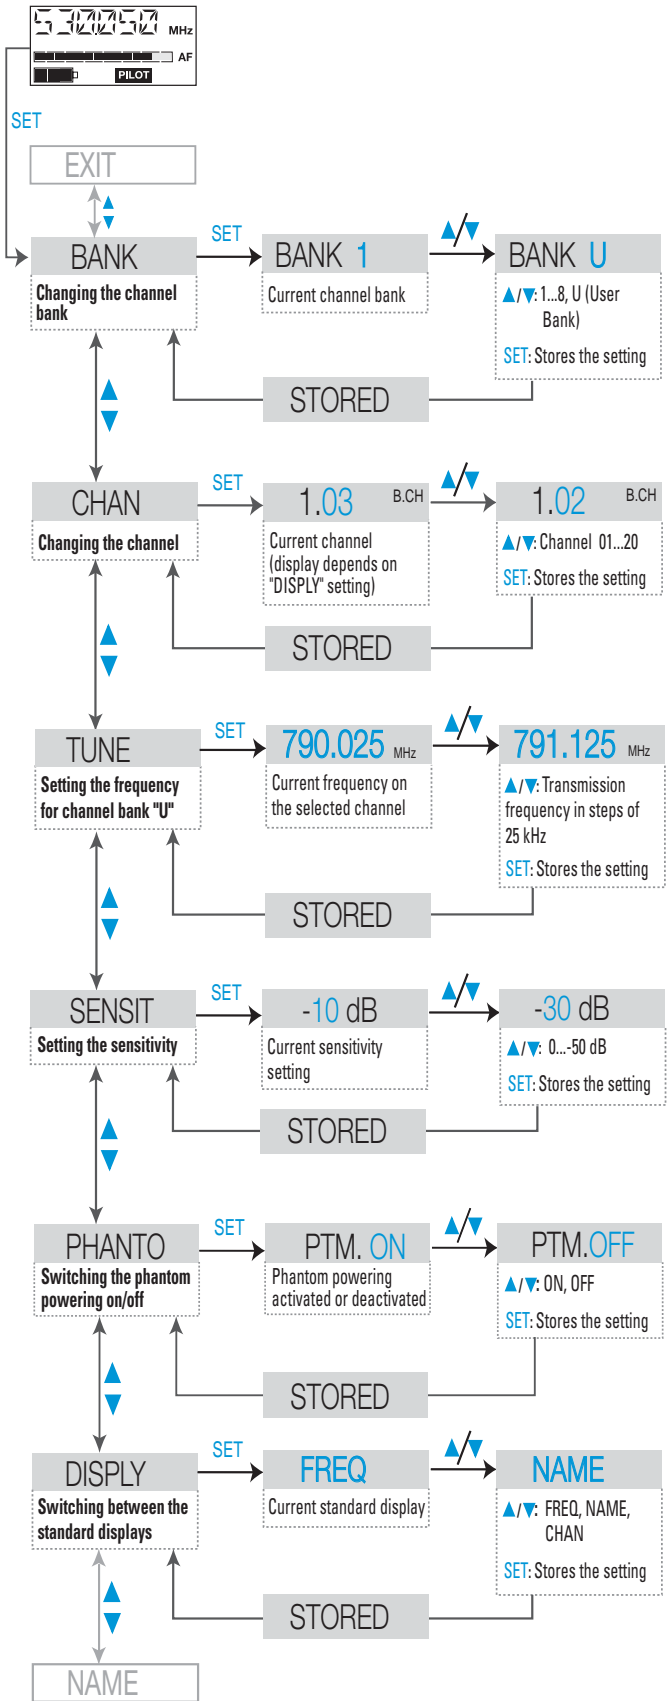 530.050 MHz
AF
PILOT
SET
EXIT
BANK
Changing the channel
bank
SET
BANK 1
Current channel bank
▲/▼
BANK U
▲/▼: 1...8, U (User
Bank)
SET: Stores the setting
STORED
CHAN
Changing the channel
SET
1.03 B.CH
Current channel
(display depends on
"DISPLY" setting)
▲/▼
1.02 B.CH
▲/▼: Channel 01...20
SET: Stores the setting
STORED
TUNE
Setting the frequency
for channel bank "U"
SET
790.025 MHz
Current frequency on
the selected channel
▲/▼
791.125 MHz
▲/▼: Transmission
frequency in steps of
25 kHz
SET: Stores the setting
STORED
SENSIT
Setting the sensitivity
SET
-10 dB
Current sensitivity
setting
▲/▼
-30 dB
▲/▼: 0...-50 dB
SET: Stores the setting
STORED
PHANTO
Switching the phantom
powering on/off
SET
PTM. ON
Phantom powering
activated or deactivated
▲/▼
PTM.OFF
▲/▼: ON, OFF
SET: Stores the setting
STORED
DISPLY
Switching between the
standard displays
SET
FREQ
Current standard display
▲/▼
NAME
▲/▼: FREQ, NAME,
CHAN
SET: Stores the setting
STORED
NAME